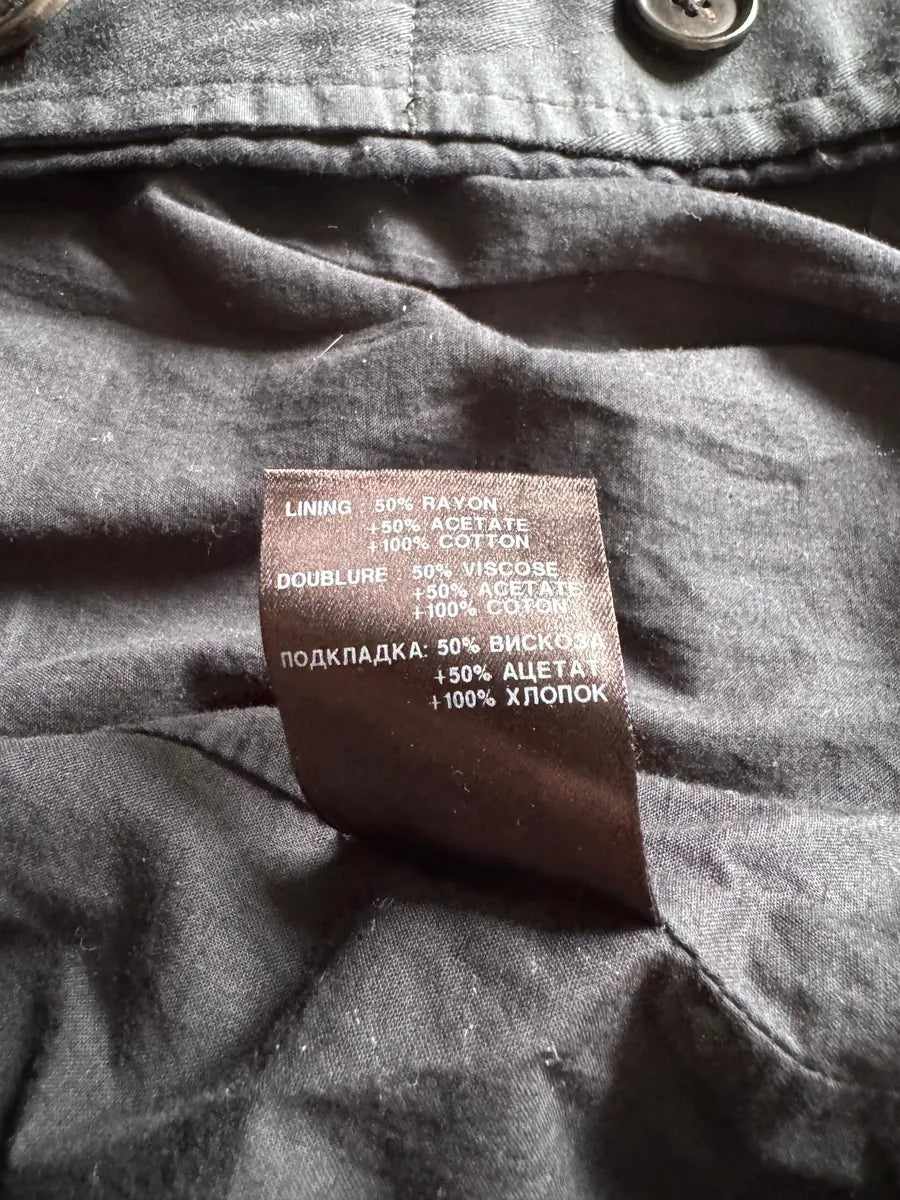 LINING 50% RAYON
+50% ACETATE
+100% COTTON
DOUBLURE 50% VISCOSE
+50% ACETATE
+100% COTON
ПОДКЛАДКА: 50% ВИСКОЗА
+50% АЦЕТАТ
+100% ХЛОПОК